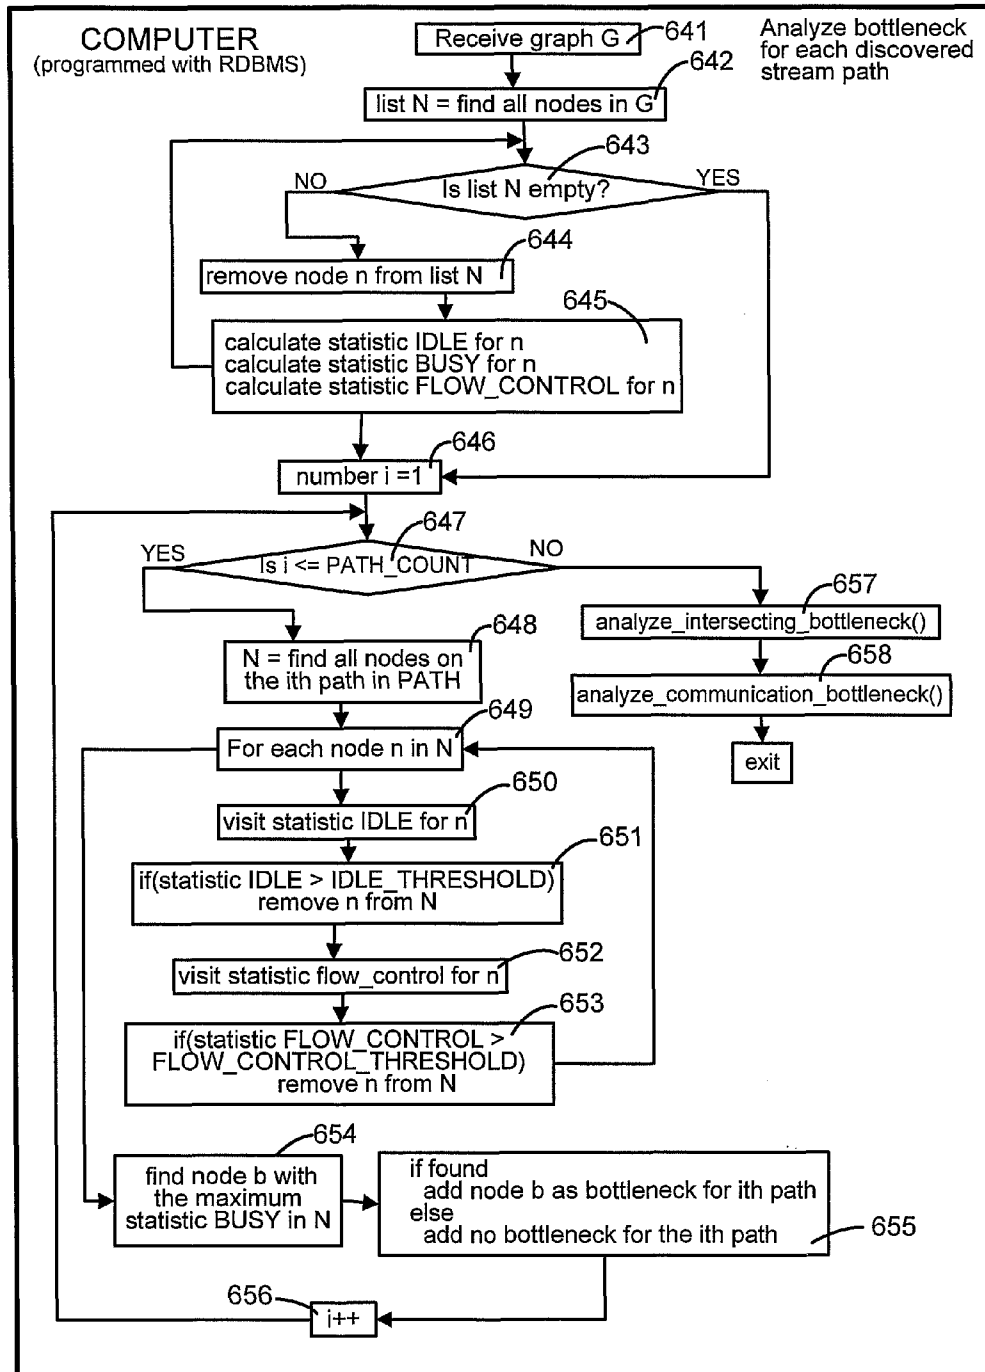 COMPUTER
(programmed with RDBMS)
Analyze bottleneck
for each discovered
stream path
Receive graph G
641
642
list N = find all nodes in G
643
NO
Is list N empty?
YES
644
remove node n from list N
645
calculate statistic IDLE for n
calculate statistic BUSY for n
calculate statistic FLOW_CONTROL for n
646
number i =1
647
YES
Is i <= PATH_COUNT
NO
657
analyze_intersecting_bottleneck()
658
analyze_communication_bottleneck()
exit
648
N = find all nodes on
the ith path in PATH
649
For each node n in N
650
visit statistic IDLE for n
651
if(statistic IDLE > IDLE_THRESHOLD)
remove n from N
652
visit statistic flow_control for n
653
if(statistic FLOW_CONTROL >
FLOW_CONTROL_THRESHOLD)
remove n from N
654
find node b with
the maximum
statistic BUSY in N
if found
add node b as bottleneck for ith path
else
add no bottleneck for the ith path
655
656
i++